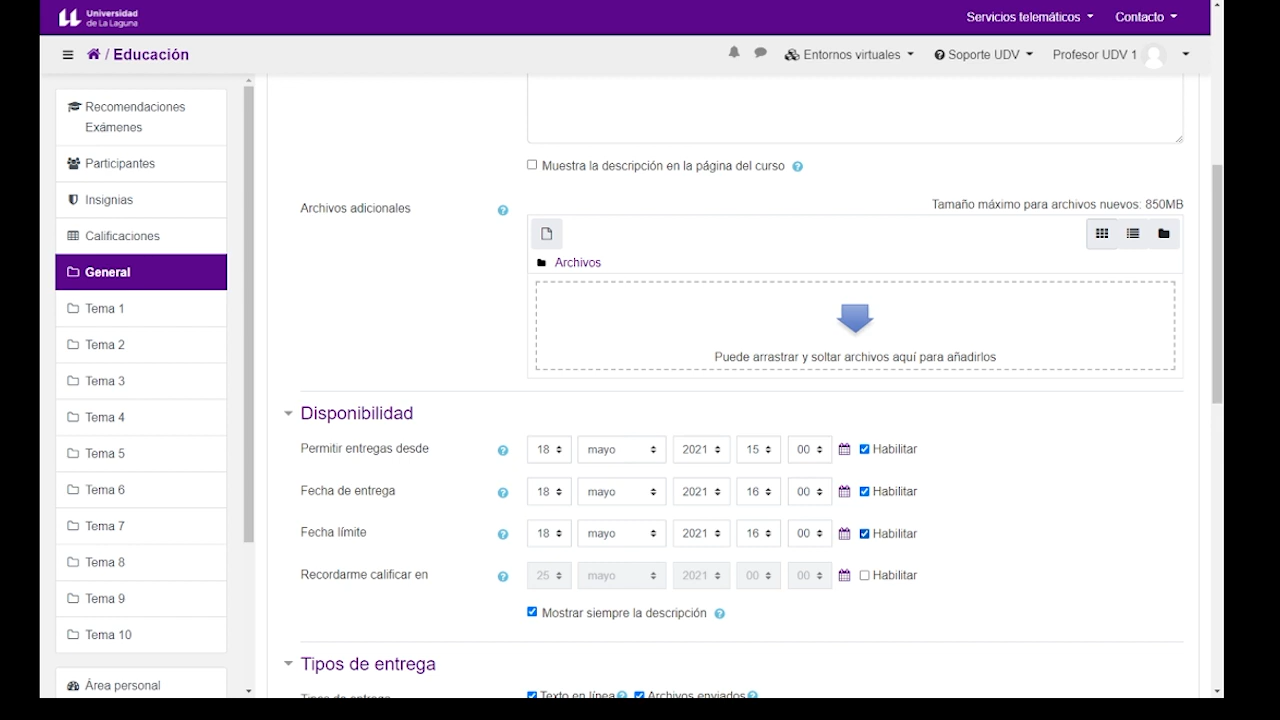 Universidad
de La Laguna
Servicios telemáticos
Contacto
/ Educación
Entornos virtuales
Soporte UDV
Profesor UDV 1
Recomendaciones
Exámenes
Participantes
Insignias
Calificaciones
General
Tema 1
Tema 2
Tema 3
Tema 4
Tema 5
Tema 6
Tema 7
Tema 8
Tema 9
Tema 10
Área personal
Muestra la descripción en la página del curso
Archivos adicionales
Tamaño máximo para archivos nuevos: 850MB
Archivos
Puede arrastrar y soltar archivos aquí para añadirlos
Disponibilidad
Permitir entregas desde 18 mayo 2021 15 00 Habilitar
Fecha de entrega 18 mayo 2021 16 00 Habilitar
Fecha límite 18 mayo 2021 16 00 Habilitar
Recordarme calificar en 25 mayo 2021 00 00 Habilitar
Mostrar siempre la descripción
Tipos de entrega
Tipos de entrega Texto en línea Archivos enviados